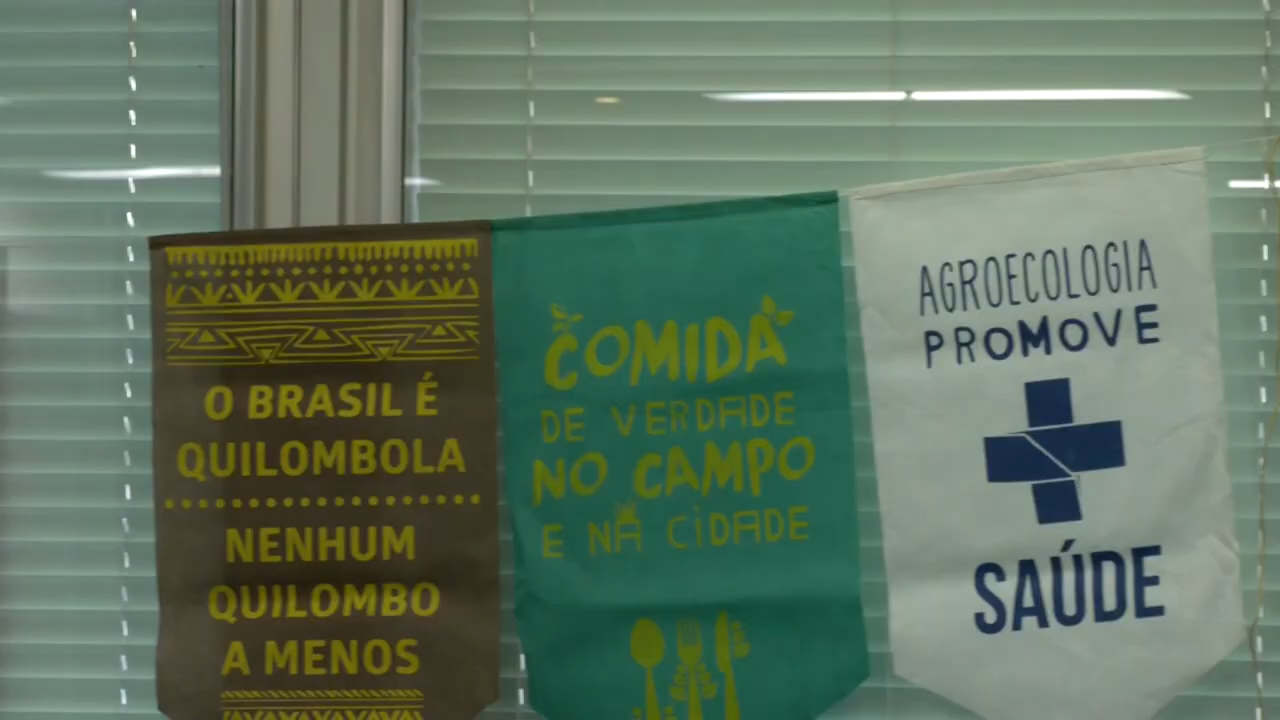 O BRASIL É
QUILOMBOLA
NENHUM
QUILOMBO
A MENOS
COMIDA
DE VERDADE
NO CAMPO
E NA CIDADE
AGROECOLOGIA
PROMOVE
SAÚDE